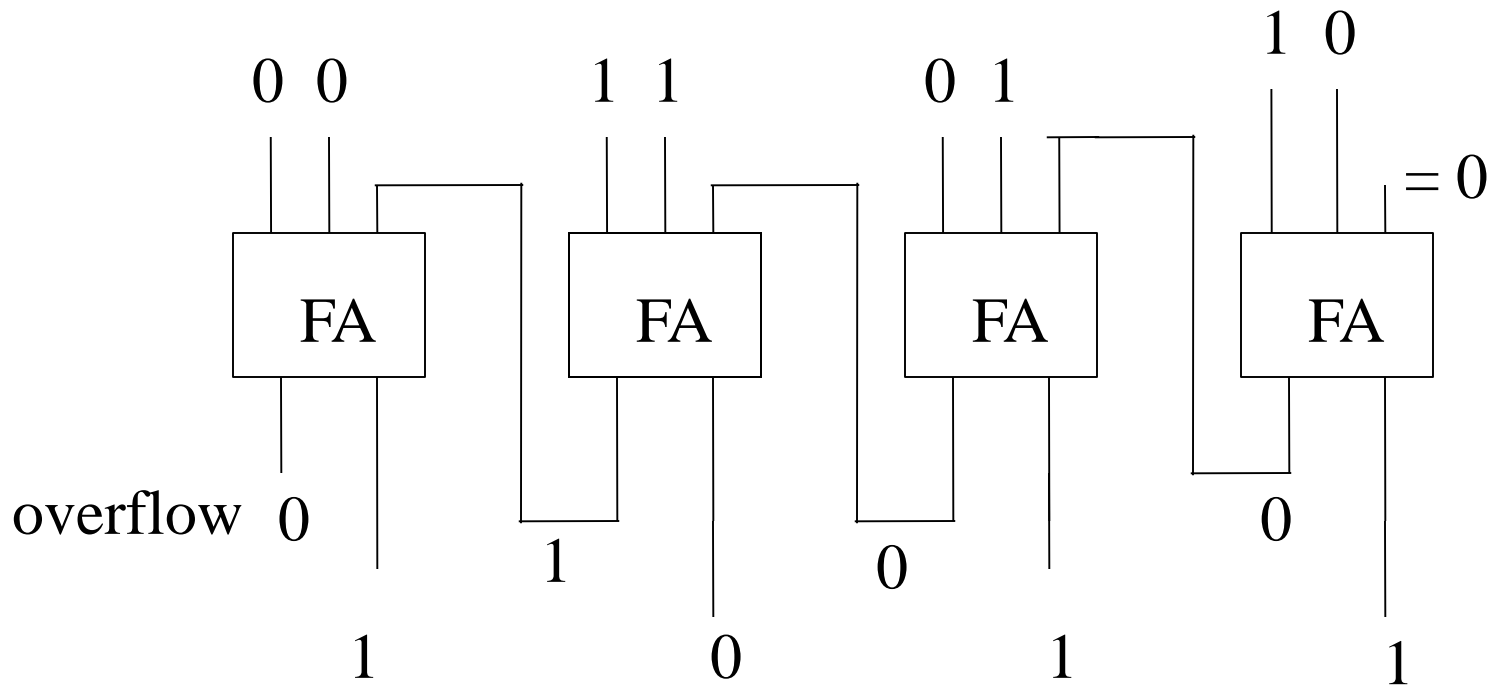 1 0
0 0 1 1 0 1
= 0
FA FA FA FA
overflow 0 0
1 0
1 0 1 1